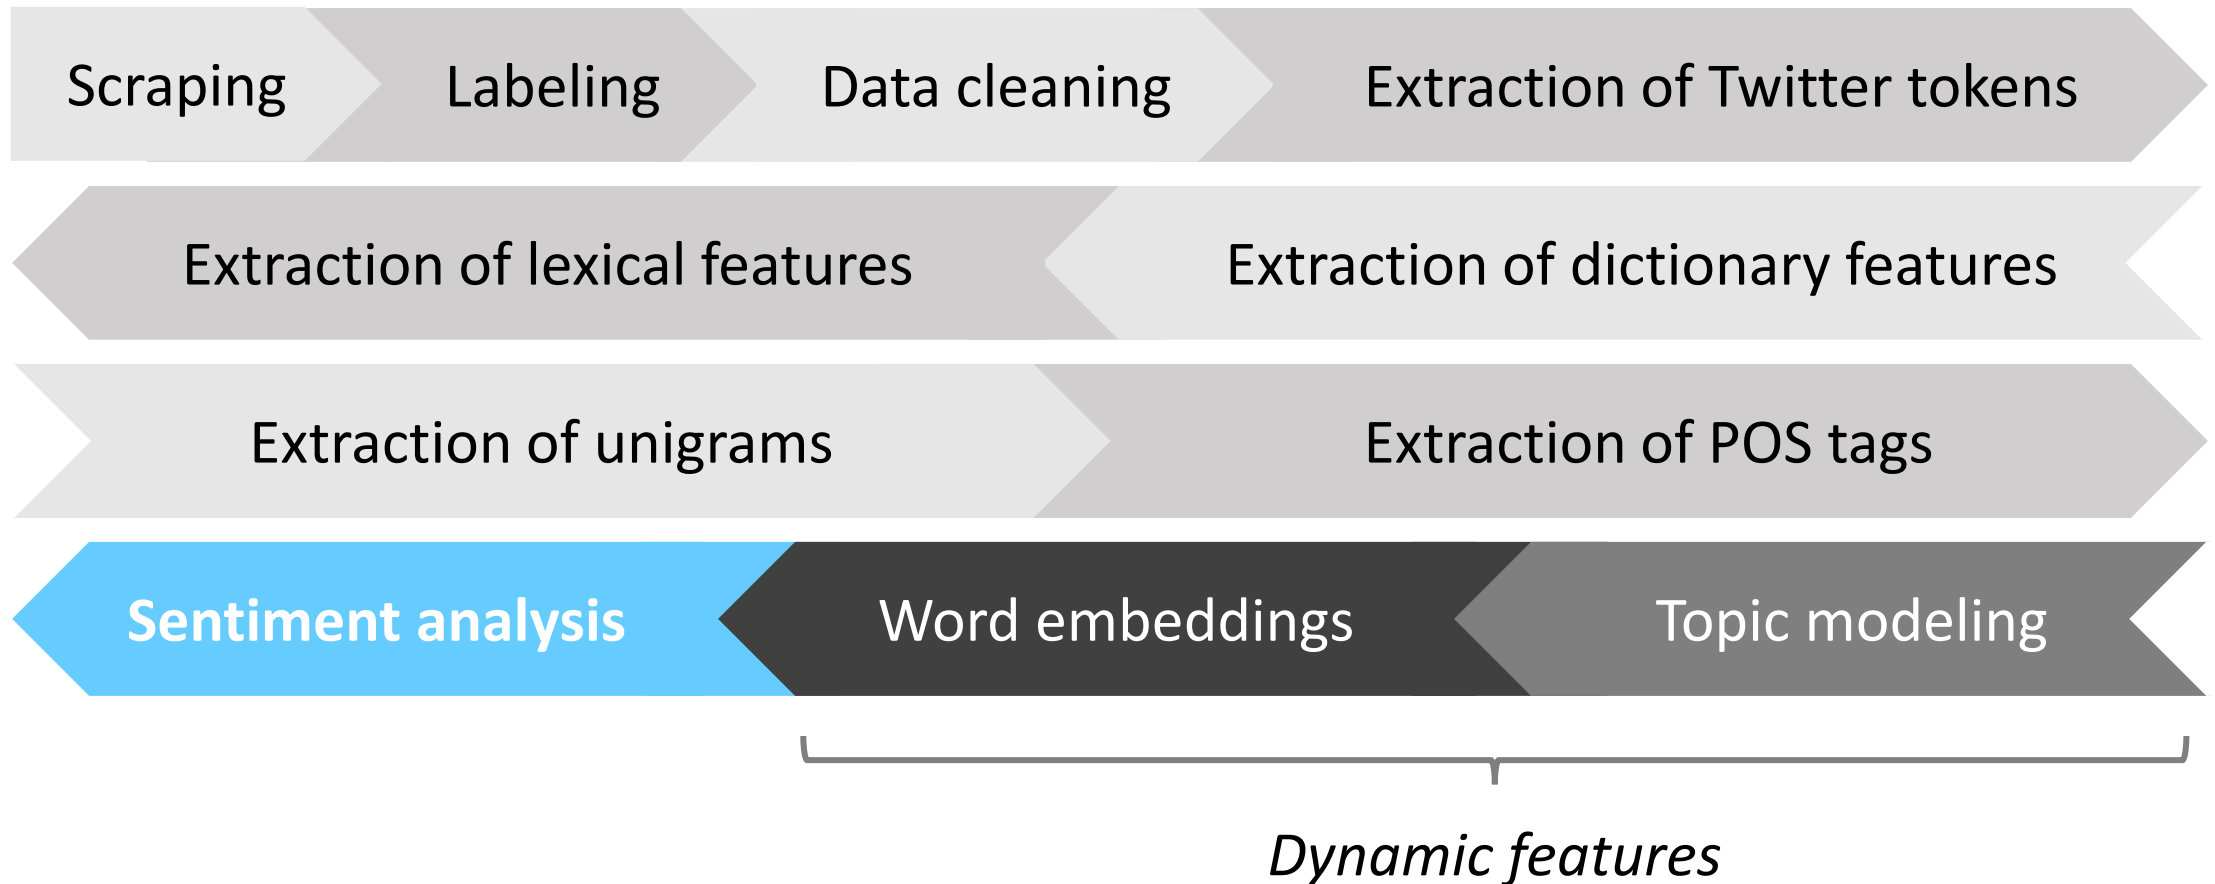 Scraping
Labeling
Data cleaning
Extraction of Twitter tokens
Extraction of lexical features
Extraction of dictionary features
Extraction of unigrams
Extraction of POS tags
Sentiment analysis
Word embeddings
Topic modeling
Dynamic features